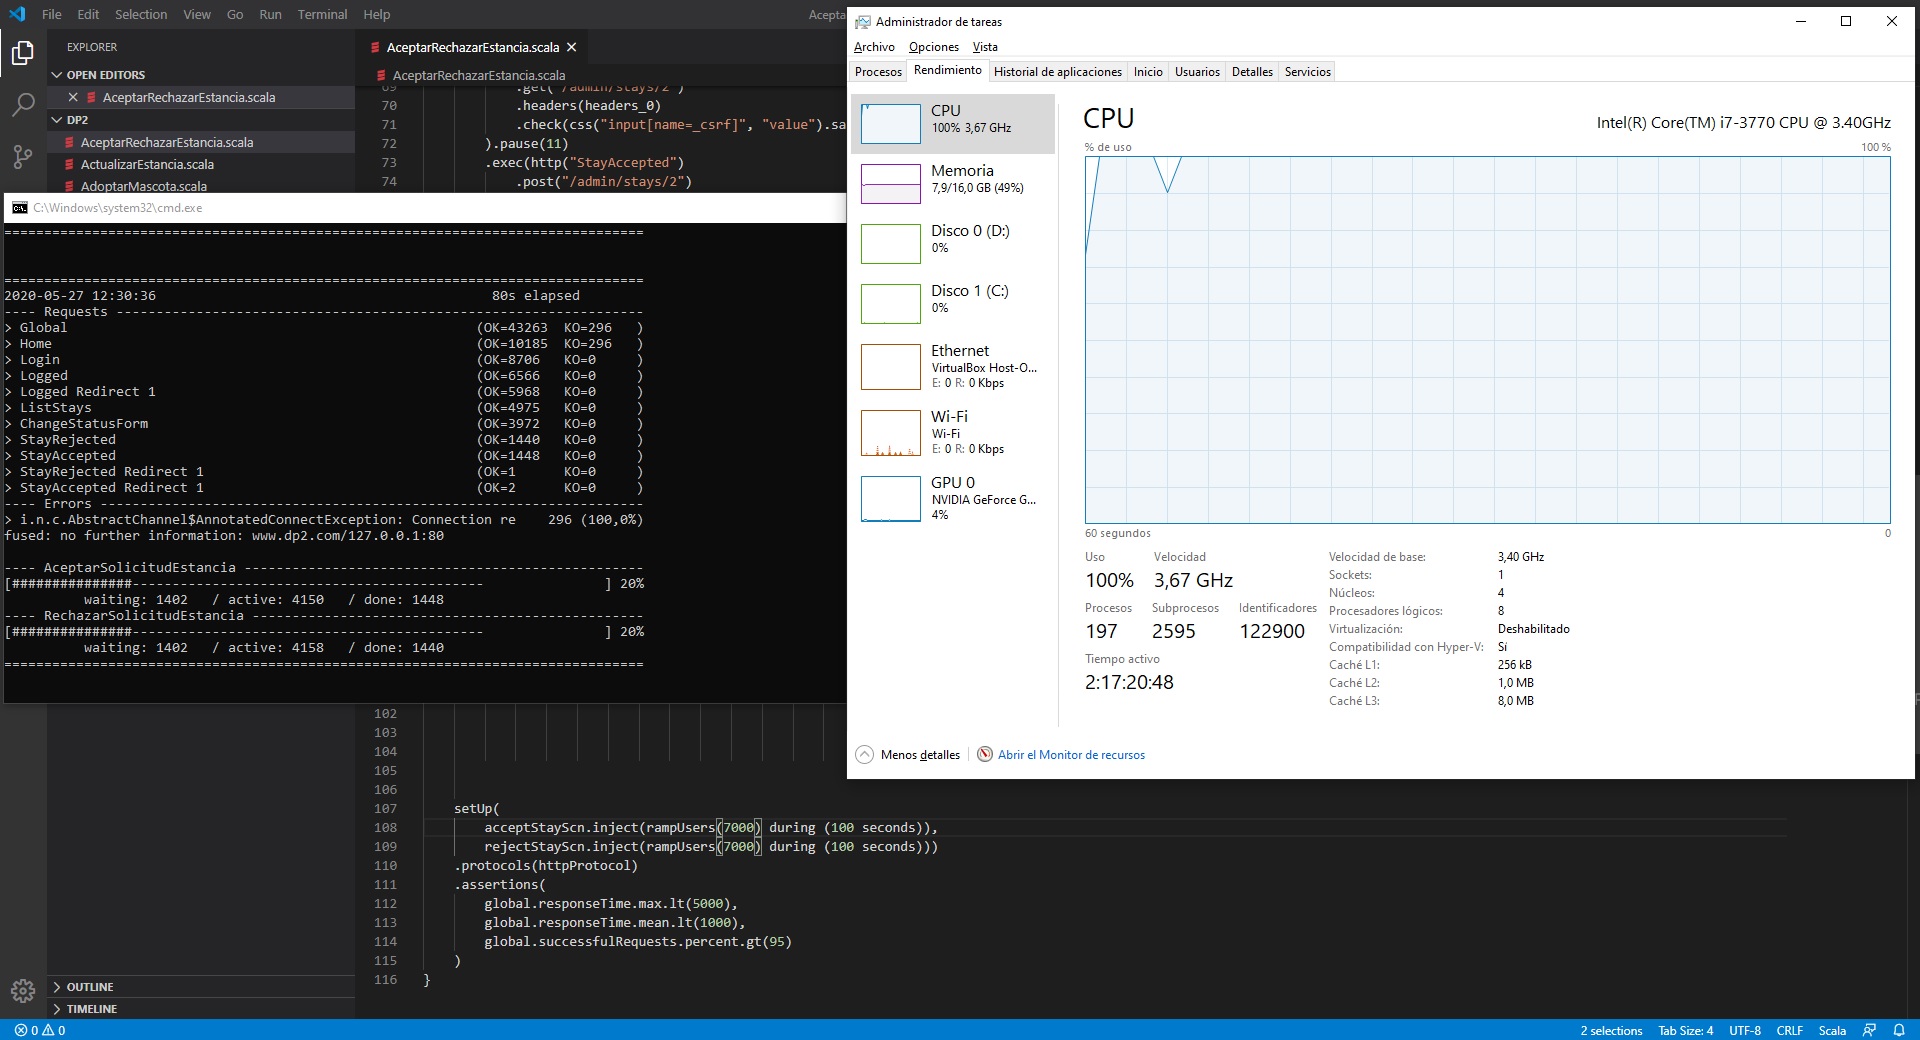 File Edit Selection View Go Run Terminal Help
Acepta
EXPLORER
OPEN EDITORS
AceptarRechazarEstancia.scala
DP2
AceptarRechazarEstancia.scala
ActualizarEstancia.scala
AdoptarMascota.scala
OUTLINE
TIMELINE
AceptarRechazarEstancia.scala
AceptarRechazarEstancia.scala
69 .get("/admin/stays/2")
70 .headers(headers_0)
71 .check(css("input[name=_csrf]", "value").sa
72 ).pause(11)
73 .exec(http("StayAccepted")
74 .post("/admin/stays/2")
C:\Windows\system32\cmd.exe
================================================================================
================================================================================
2020-05-27 12:30:36 80s elapsed
---- Requests ------------------------------------------------------------------
> Global (OK=43263 KO=296 )
> Home (OK=10185 KO=296 )
> Login (OK=8706 KO=0 )
> Logged (OK=6566 KO=0 )
> Logged Redirect 1 (OK=5968 KO=0 )
> ListStays (OK=4975 KO=0 )
> ChangeStatusForm (OK=3972 KO=0 )
> StayRejected (OK=1440 KO=0 )
> StayAccepted (OK=1448 KO=0 )
> StayRejected Redirect 1 (OK=1 KO=0 )
> StayAccepted Redirect 1 (OK=2 KO=0 )
---- Errors --------------------------------------------------------------------
> i.n.c.AbstractChannel$AnnotatedConnectException: Connection re 296 (100,0%)
fused: no further information: www.dp2.com/127.0.0.1:80
---- AceptarSolicitudEstancia --------------------------------------------------
[###############-------------------------------------------- ] 20%
waiting: 1402 / active: 4150 / done: 1448
---- RechazarSolicitudEstancia -------------------------------------------------
[###############-------------------------------------------- ] 20%
waiting: 1402 / active: 4158 / done: 1440
================================================================================
102
103
104
105
106
107 setUp(
108 acceptStayScn.inject(rampUsers(7000) during (100 seconds)),
109 rejectStayScn.inject(rampUsers(7000) during (100 seconds)))
110 .protocols(httpProtocol)
111 .assertions(
112 global.responseTime.max.lt(5000),
113 global.responseTime.mean.lt(1000),
114 global.successfulRequests.percent.gt(95)
115 )
116 }
Administrador de tareas
Archivo Opciones Vista
Procesos Rendimiento Historial de aplicaciones Inicio Usuarios Detalles Servicios
CPU
100% 3,67 GHz
Memoria
7,9/16,0 GB (49%)
Disco 0 (D:)
0%
Disco 1 (C:)
0%
Ethernet
VirtualBox Host-O...
E: 0 R: 0 Kbps
Wi-Fi
Wi-Fi
E: 0 R: 0 Kbps
GPU 0
NVIDIA GeForce G...
4%
CPU Intel(R) Core(TM) i7-3770 CPU @ 3.40GHz
% de uso 100 %
60 segundos 0
Uso Velocidad
100% 3,67 GHz
Procesos Subprocesos Identificadores
197 2595 122900
Tiempo activo
2:17:20:48
Velocidad de base: 3,40 GHz
Sockets: 1
Núcleos: 4
Procesadores lógicos: 8
Virtualización: Deshabilitado
Compatibilidad con Hyper-V: Sí
Caché L1: 256 kB
Caché L2: 1,0 MB
Caché L3: 8,0 MB
Menos detalles Abrir el Monitor de recursos
0 0 2 selections Tab Size: 4 UTF-8 CRLF Scala